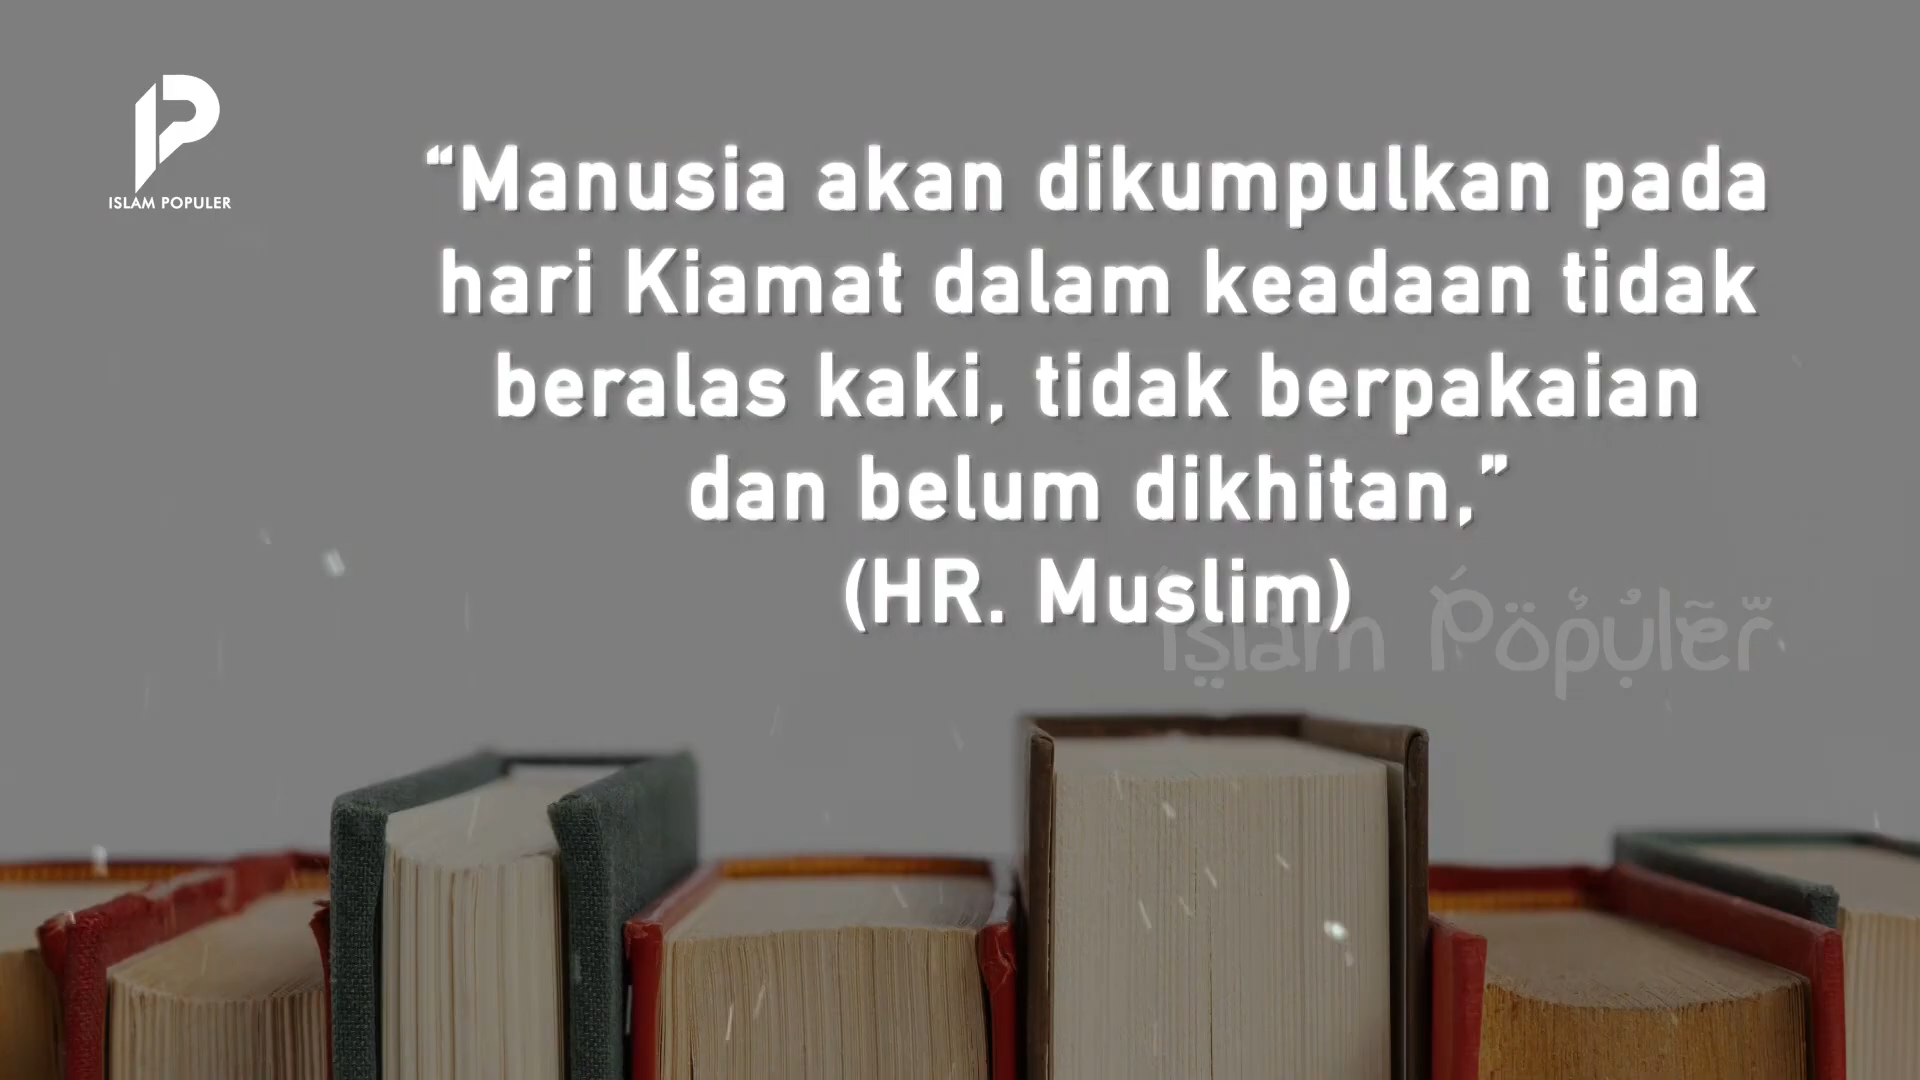 ISLAM POPULER
“Manusia akan dikumpulkan pada
hari Kiamat dalam keadaan tidak
beralas kaki, tidak berpakaian
dan belum dikhitan,”
(HR. Muslim)
Islam Populer